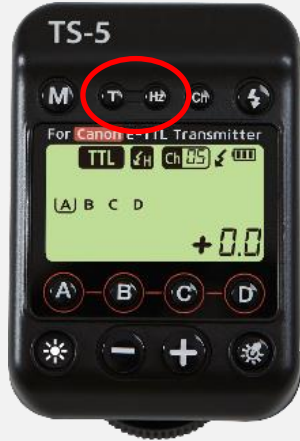 TS-5
M T HZ Ch
For Canon E-TTL Transmitter
TTL H Ch 05
A B C D
+0.0
A B C D